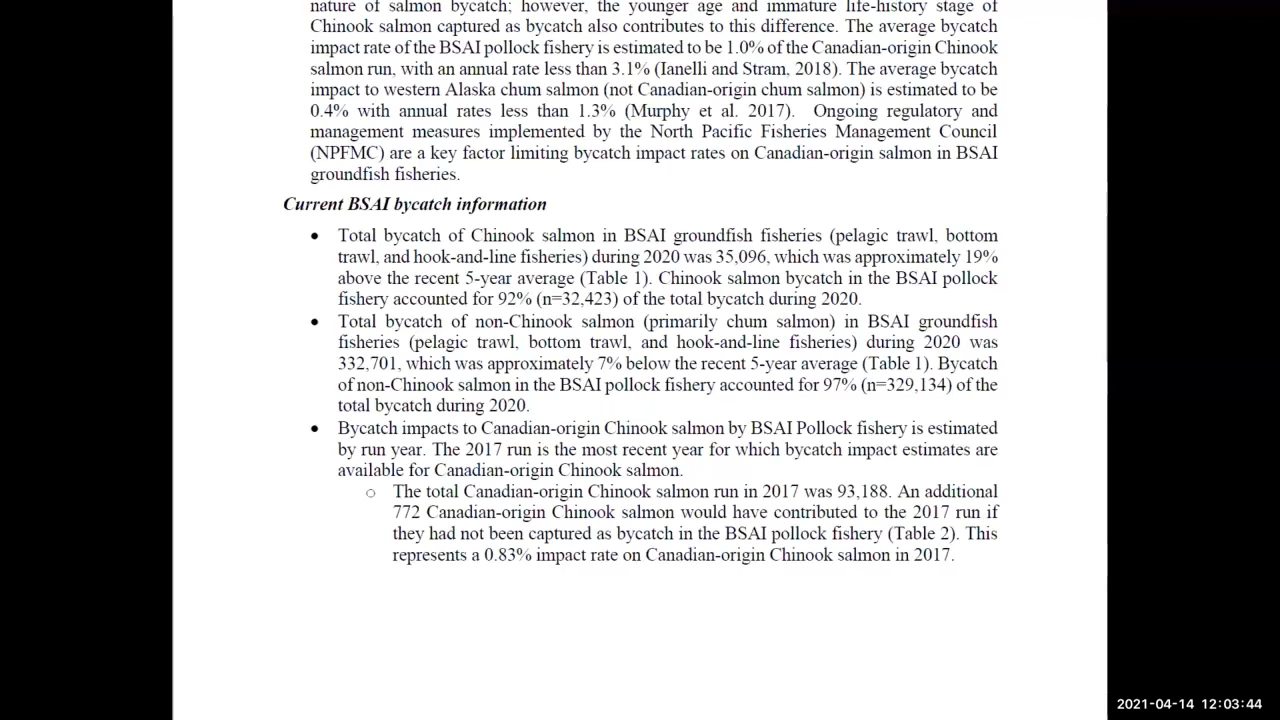 nature of salmon bycatch; however, the younger age and immature life-history stage of
Chinook salmon captured as bycatch also contributes to this difference. The average bycatch
impact rate of the BSAI pollock fishery is estimated to be 1.0% of the Canadian-origin Chinook
salmon run, with an annual rate less than 3.1% (Ianelli and Stram, 2018). The average bycatch
impact to western Alaska chum salmon (not Canadian-origin chum salmon) is estimated to be
0.4% with annual rates less than 1.3% (Murphy et al. 2017). Ongoing regulatory and
management measures implemented by the North Pacific Fisheries Management Council
(NPFMC) are a key factor limiting bycatch impact rates on Canadian-origin salmon in BSAI
groundfish fisheries.
Current BSAI bycatch information
• Total bycatch of Chinook salmon in BSAI groundfish fisheries (pelagic trawl, bottom
trawl, and hook-and-line fisheries) during 2020 was 35,096, which was approximately 19%
above the recent 5-year average (Table 1). Chinook salmon bycatch in the BSAI pollock
fishery accounted for 92% (n=32,423) of the total bycatch during 2020.
• Total bycatch of non-Chinook salmon (primarily chum salmon) in BSAI groundfish
fisheries (pelagic trawl, bottom trawl, and hook-and-line fisheries) during 2020 was
332,701, which was approximately 7% below the recent 5-year average (Table 1). Bycatch
of non-Chinook salmon in the BSAI pollock fishery accounted for 97% (n=329,134) of the
total bycatch during 2020.
• Bycatch impacts to Canadian-origin Chinook salmon by BSAI Pollock fishery is estimated
by run year. The 2017 run is the most recent year for which bycatch impact estimates are
available for Canadian-origin Chinook salmon.
○ The total Canadian-origin Chinook salmon run in 2017 was 93,188. An additional
772 Canadian-origin Chinook salmon would have contributed to the 2017 run if
they had not been captured as bycatch in the BSAI pollock fishery (Table 2). This
represents a 0.83% impact rate on Canadian-origin Chinook salmon in 2017.
2021-04-14 12:03:44